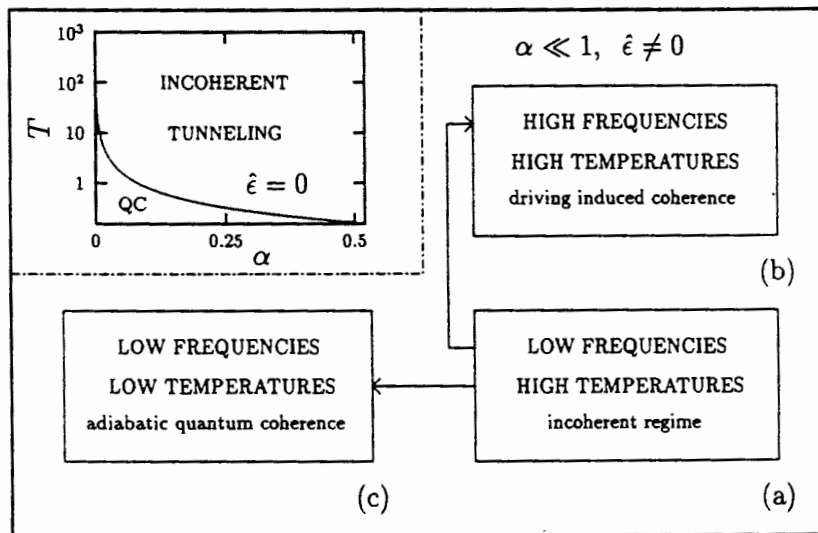 10³
10²
10
1
T
INCOHERENT
TUNNELING
ε̂ = 0
QC
0
0.25
0.5
α
α ≪ 1, ε̂ ≠ 0
HIGH FREQUENCIES
HIGH TEMPERATURES
driving induced coherence
(b)
LOW FREQUENCIES
LOW TEMPERATURES
adiabatic quantum coherence
(c)
LOW FREQUENCIES
HIGH TEMPERATURES
incoherent regime
(a)